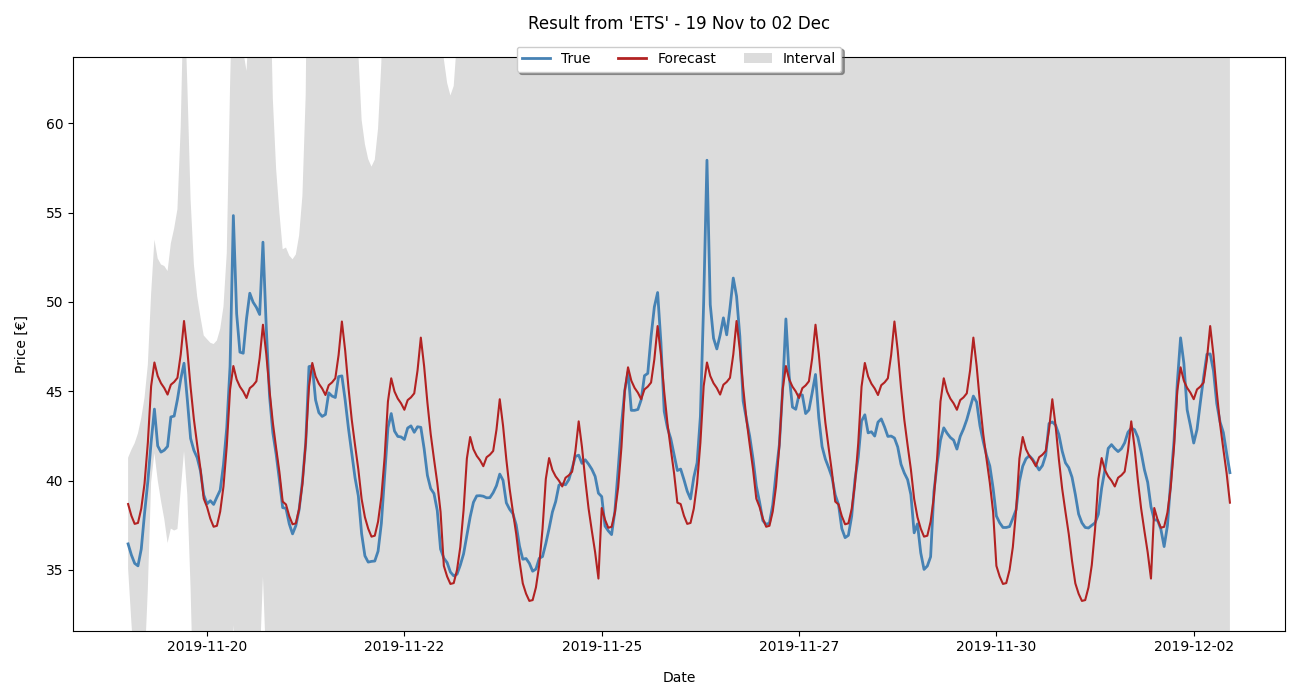 Result from 'ETS' - 19 Nov to 02 Dec
True Forecast Interval
Price [€]
60
55
50
45
40
35
2019-11-20 2019-11-22 2019-11-25 2019-11-27 2019-11-30 2019-12-02
Date